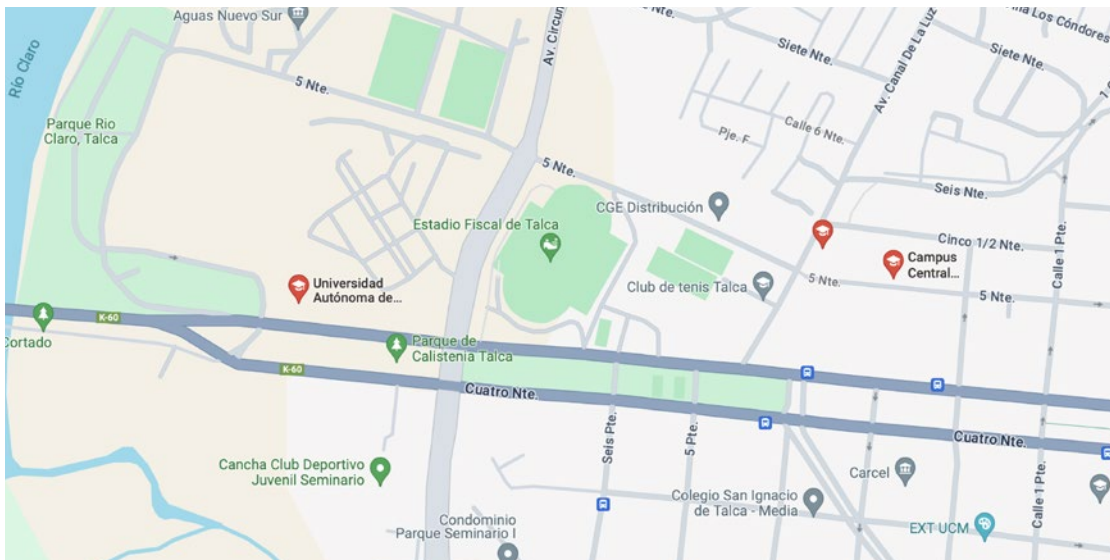 Aguas Nuevo Sur
Av. Circun
Siete Nte.
Av. Canal De La Luz
na Los Cóndores
Siete Nte.
Río Claro
5 Nte.
Parque Rio
Claro, Talca
Pje. F
Calle 6 Nte.
5 Nte.
Seis Nte.
CGE Distribución
Estadio Fiscal de Talca
Calle 1 Pte.
Cinco 1/2 Nte.
Campus
Central...
Universidad
Autónoma de...
Club de tenis Talca
5 Nte.
5 Nte.
K-60
Cortado
Parque de
Calistenia Talca
K-60
Cuatro Nte.
Seis Pte.
5 Pte.
Cuatro Nte.
Cancha Club Deportivo
Juvenil Seminario
Carcel
Calle 1 Pte.
Colegio San Ignacio
de Talca - Media
Condominio
Parque Seminario I
EXT UCM